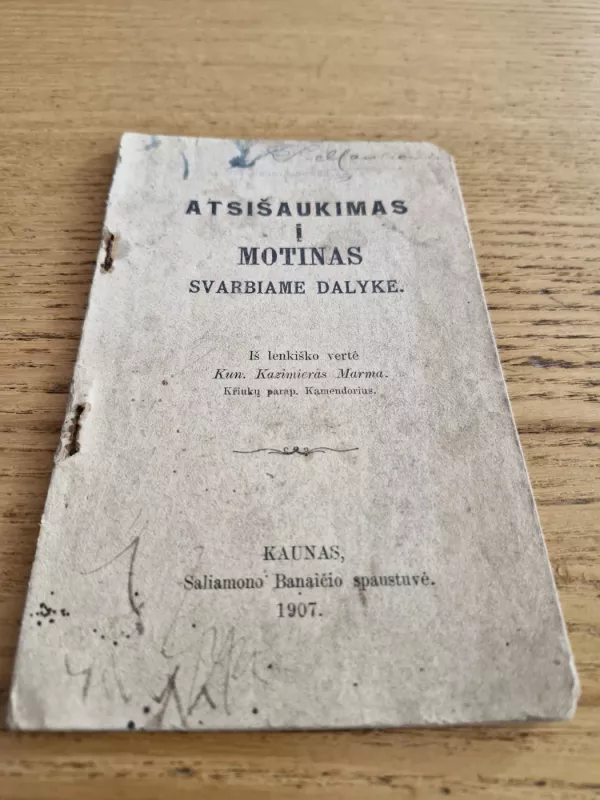 ATSIŠAUKIMAS
Į
MOTINAS
SVARBIAME DALYKE.
Iš lenkiško vertė
Kun. Kazimieras Marma.
Kriukų parap. Kamendorius.
KAUNAS,
Saliamono Banaičio spaustuvė.
1907.